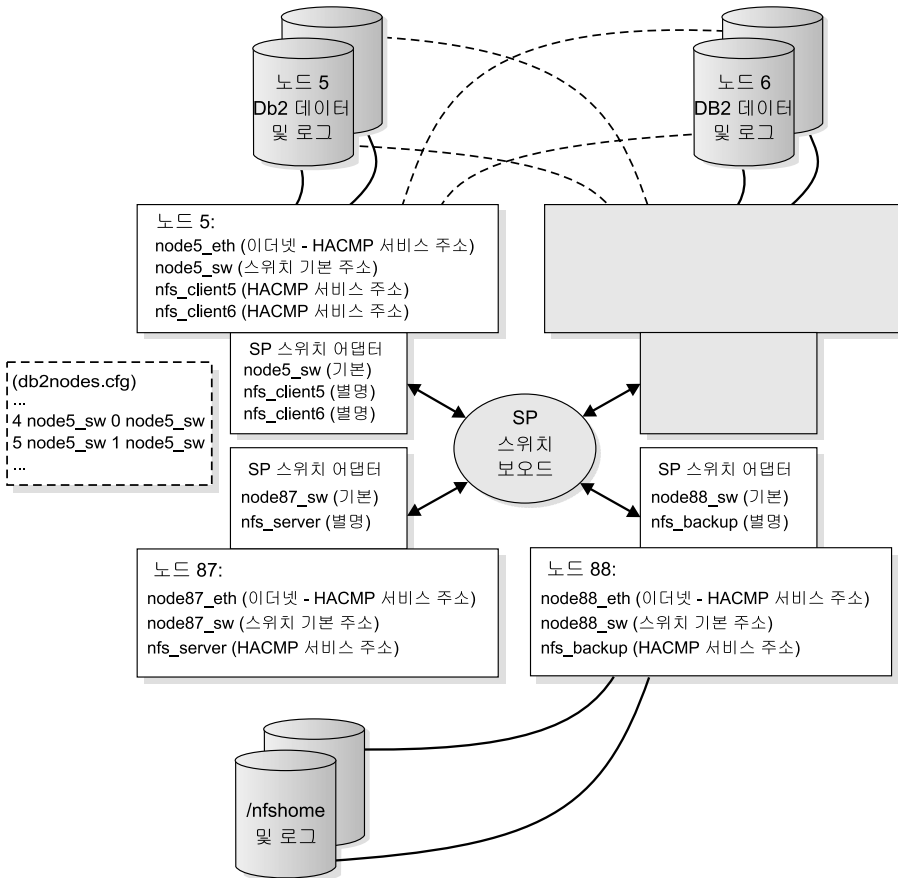 노드 5
Db2 데이터
및 로그
노드 6
DB2 데이터
및 로그
노드 5:
node5_eth (이더넷 - HACMP 서비스 주소)
node5_sw (스위치 기본 주소)
nfs_client5 (HACMP 서비스 주소)
nfs_client6 (HACMP 서비스 주소)
SP 스위치 어댑터
node5_sw (기본)
nfs_client5 (별명)
nfs_client6 (별명)
(db2nodes.cfg)
...
4 node5_sw 0 node5_sw
5 node5_sw 1 node5_sw
...
SP
스위치
보오드
SP 스위치 어댑터
node87_sw (기본)
nfs_server (별명)
SP 스위치 어댑터
node88_sw (기본)
nfs_backup (별명)
노드 87:
node87_eth (이더넷 - HACMP 서비스 주소)
node87_sw (스위치 기본 주소)
nfs_server (HACMP 서비스 주소)
노드 88:
node88_eth (이더넷 - HACMP 서비스 주소)
node88_sw (스위치 기본 주소)
nfs_backup (HACMP 서비스 주소)
/nfshome
및 로그